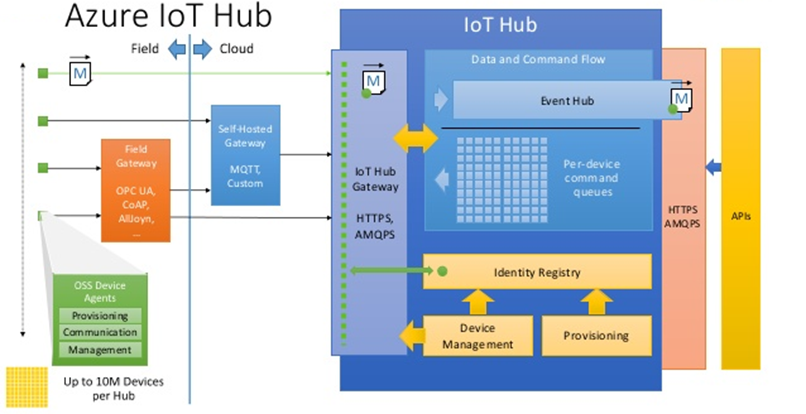 Azure IoT Hub
Field
Cloud
M
Field
Gateway
OPC UA,
CoAP,
AllJoyn,
...
Self-Hosted
Gateway
MQTT,
Custom
OSS Device
Agents
Provisioning
Communication
Management
Up to 10M Devices
per Hub
IoT Hub
M
IoT Hub
Gateway
HTTPS,
AMQPS
Data and Command Flow
Event Hub
M
Per-device
command
queues
Identity Registry
Device
Management
Provisioning
HTTPS
AMQPS
APIs